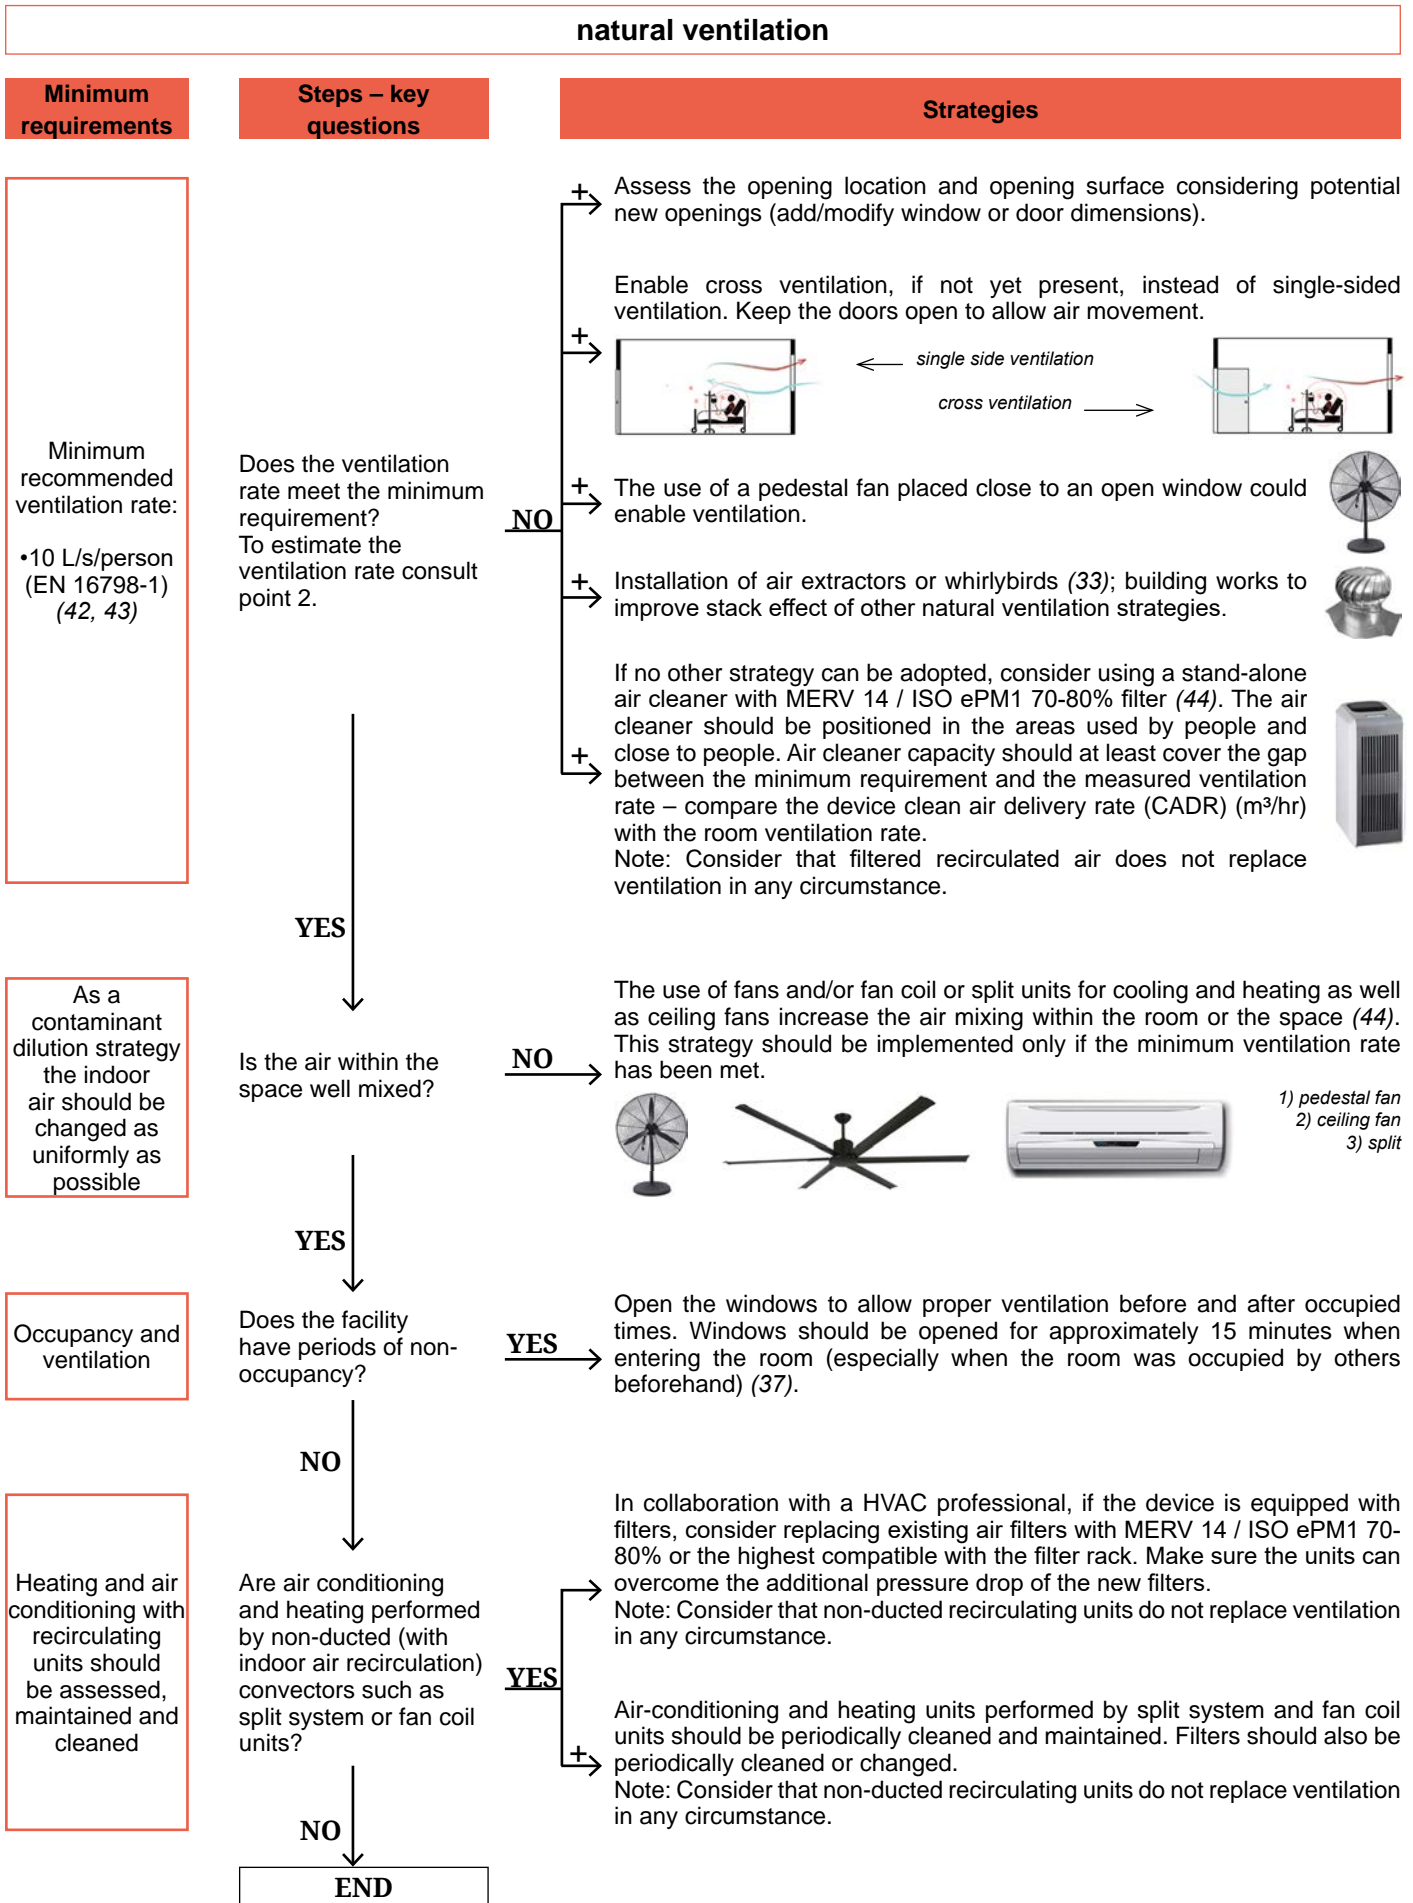 natural ventilation
Minimum
requirements
Steps – key
questions
Strategies
Minimum
recommended
ventilation rate:
•10 L/s/person
(EN 16798-1)
(42, 43)
Does the ventilation
rate meet the minimum
requirement?
To estimate the
ventilation rate consult
point 2.
NO
+
Assess the opening location and opening surface considering potential
new openings (add/modify window or door dimensions).
+
Enable cross ventilation, if not yet present, instead of single-sided
ventilation. Keep the doors open to allow air movement.
single side ventilation
cross ventilation
+
The use of a pedestal fan placed close to an open window could
enable ventilation.
+
Installation of air extractors or whirlybirds (33); building works to
improve stack effect of other natural ventilation strategies.
+
If no other strategy can be adopted, consider using a stand-alone
air cleaner with MERV 14 / ISO ePM1 70-80% filter (44). The air
cleaner should be positioned in the areas used by people and
close to people. Air cleaner capacity should at least cover the gap
between the minimum requirement and the measured ventilation
rate – compare the device clean air delivery rate (CADR) (m³/hr)
with the room ventilation rate.
Note: Consider that filtered recirculated air does not replace
ventilation in any circumstance.
YES
As a
contaminant
dilution strategy
the indoor
air should be
changed as
uniformly as
possible
Is the air within the
space well mixed?
NO
The use of fans and/or fan coil or split units for cooling and heating as well
as ceiling fans increase the air mixing within the room or the space (44).
This strategy should be implemented only if the minimum ventilation rate
has been met.
1) pedestal fan
2) ceiling fan
3) split
YES
Occupancy and
ventilation
Does the facility
have periods of non-
occupancy?
YES
Open the windows to allow proper ventilation before and after occupied
times. Windows should be opened for approximately 15 minutes when
entering the room (especially when the room was occupied by others
beforehand) (37).
NO
Heating and air
conditioning with
recirculating
units should
be assessed,
maintained and
cleaned
Are air conditioning
and heating performed
by non-ducted (with
indoor air recirculation)
convectors such as
split system or fan coil
units?
YES
In collaboration with a HVAC professional, if the device is equipped with
filters, consider replacing existing air filters with MERV 14 / ISO ePM1 70-
80% or the highest compatible with the filter rack. Make sure the units can
overcome the additional pressure drop of the new filters.
Note: Consider that non-ducted recirculating units do not replace ventilation
in any circumstance.
+
Air-conditioning and heating units performed by split system and fan coil
units should be periodically cleaned and maintained. Filters should also be
periodically cleaned or changed.
Note: Consider that non-ducted recirculating units do not replace ventilation
in any circumstance.
NO
END